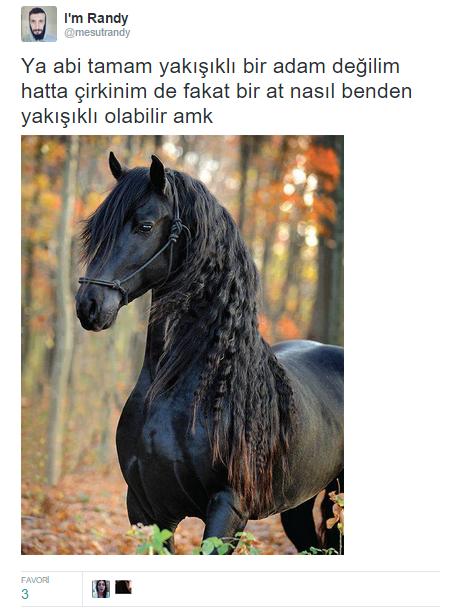 I'm Randy
@mesutrandy
Ya abi tamam yakışıklı bir adam değilim
hatta çirkinim de fakat bir at nasıl benden
yakışıklı olabilir amk
FAVORİ
3